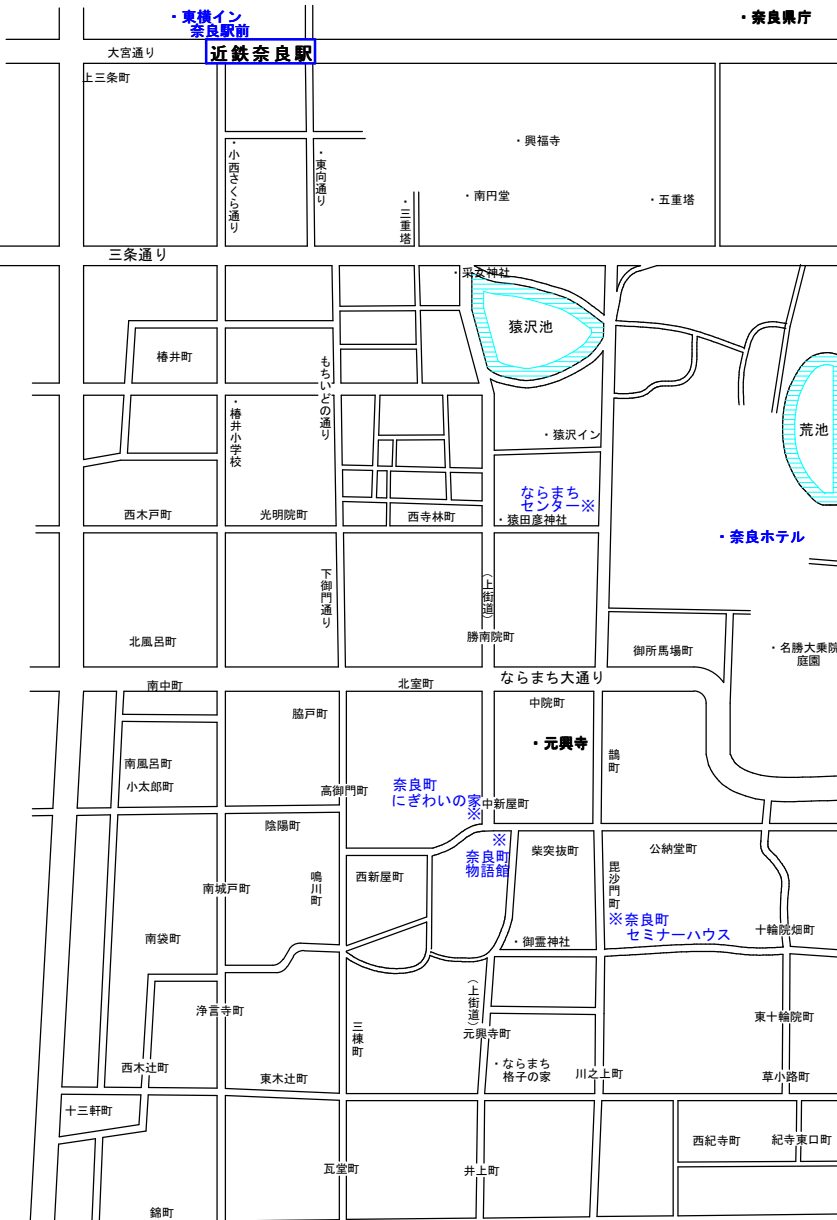 ・東横イン
奈良駅前
・奈良県庁
大宮通り
近鉄奈良駅
上三条町
・小西さくら通り
・東向通り
・興福寺
・南円堂
・三重塔
・五重塔
三条通り
・采女神社
猿沢池
椿井町
もちいどの通り
・椿井小学校
荒池
・猿沢イン
ならまち
センター※
西木戸町
光明院町
西寺林町
・猿田彦神社
・奈良ホテル
下御門通り
(上街道)
北風呂町
勝南院町
御所馬場町
・名勝大乗院
庭園
南中町
北室町
ならまち大通り
脇戸町
中院町
・元興寺
鵲町
南風呂町
小太郎町
高御門町
奈良町
にぎわいの家
※
中新屋町
陰陽町
※
奈良町
物語館
柴突抜町
公納堂町
毘沙門町
南城戸町
鳴川町
西新屋町
※奈良町
セミナーハウス
十輪院畑町
南袋町
・御霊神社
浄言寺町
三棟町
(上街道)
元興寺町
東十輪院町
西木辻町
東木辻町
・ならまち
格子の家
川之上町
草小路町
十三軒町
西紀寺町
紀寺東口町
瓦堂町
井上町
錦町